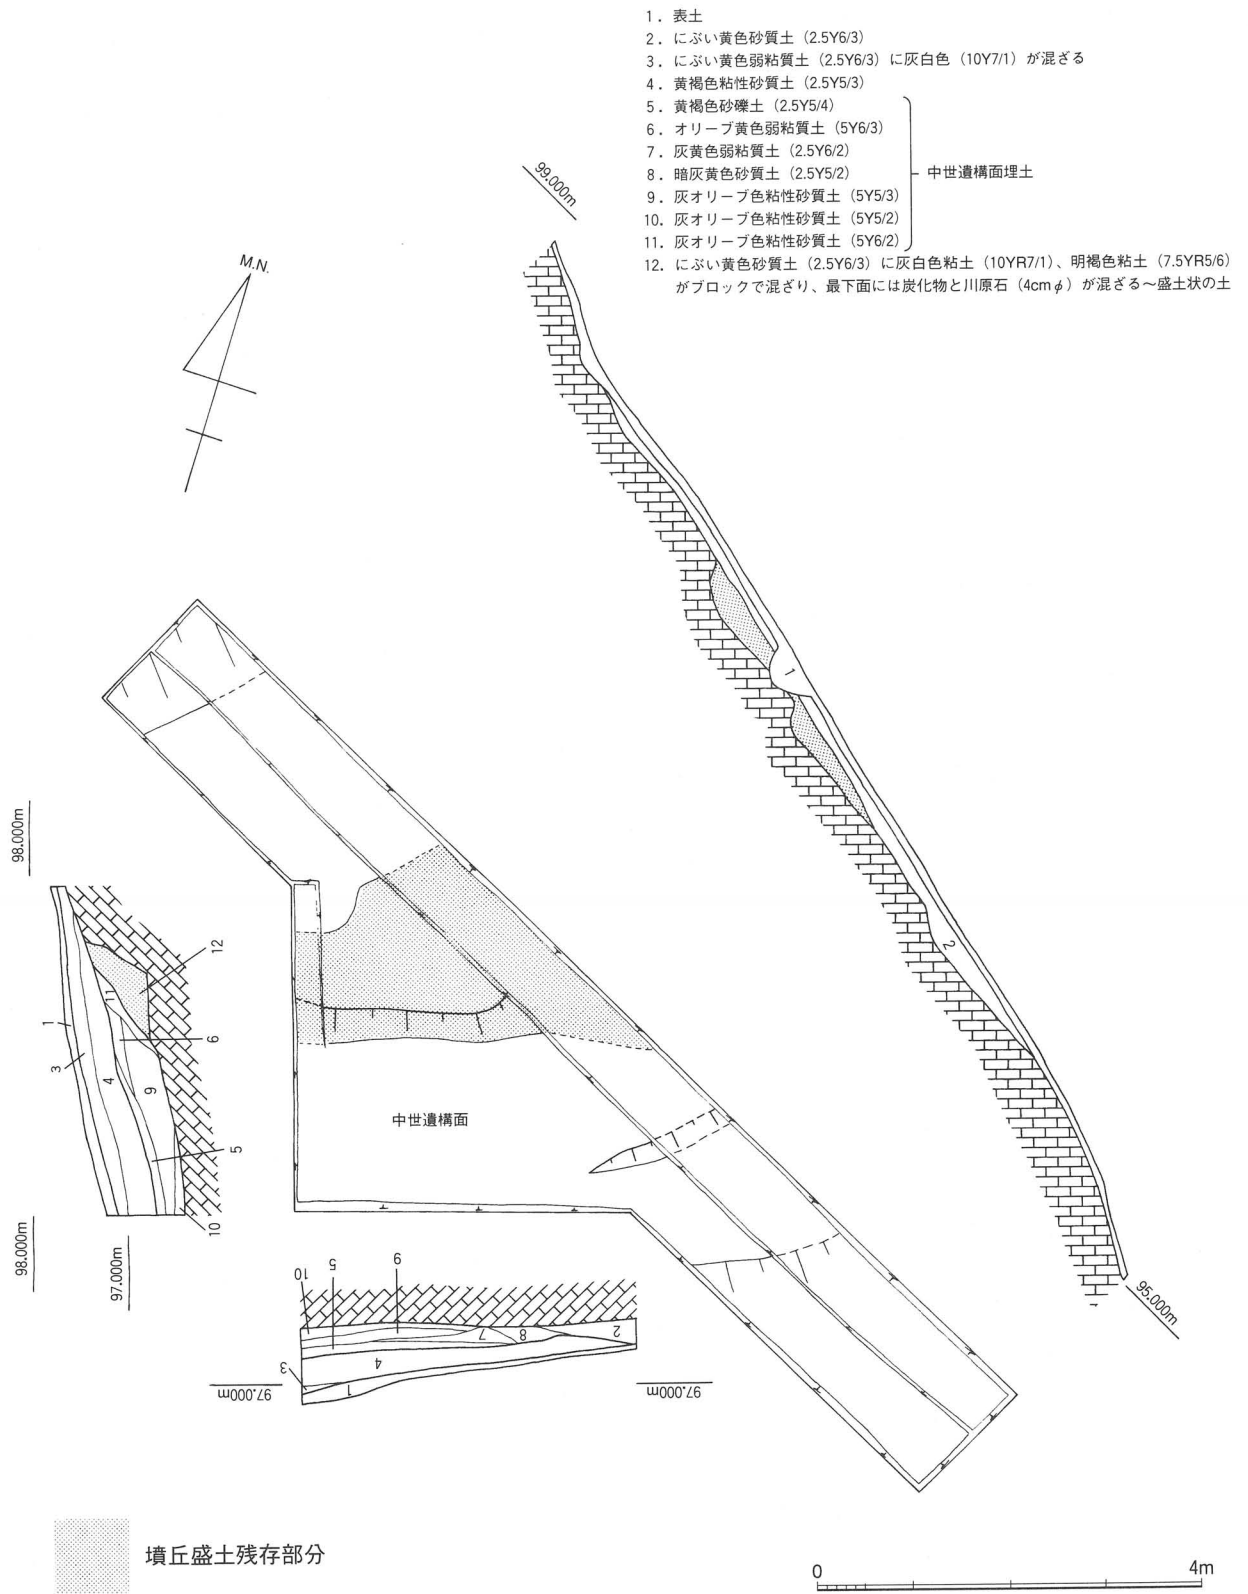 1．表土
2．にぶい黄色砂質土（2.5Y6/3）
3．にぶい黄色弱粘質土（2.5Y6/3）に灰白色（10Y7/1）が混ざる
4．黄褐色粘性砂質土（2.5Y5/3）
5．黄褐色砂礫土（2.5Y5/4）
6．オリーブ黄色弱粘質土（5Y6/3）
7．灰黄色弱粘質土（2.5Y6/2）
8．暗灰黄色砂質土（2.5Y5/2）
9．灰オリーブ色粘性砂質土（5Y5/3）
10．灰オリーブ色粘性砂質土（5Y5/2）
11．灰オリーブ色粘性砂質土（5Y6/2）
中世遺構面埋土
12．にぶい黄色砂質土（2.5Y6/3）に灰白色粘土（10YR7/1）、明褐色粘土（7.5YR5/6）
がブロックで混ざり、最下面には炭化物と川原石（4cmφ）が混ざる～盛土状の土
99.000m
M.N.
1
2
95.000m
98.000m
12
11
1
6
3
4
9
5
10
98.000m
97.000m
中世遺構面
10
5
9
7
8
2
4
3
1
97.000m
97.000m
墳丘盛土残存部分
0
4m